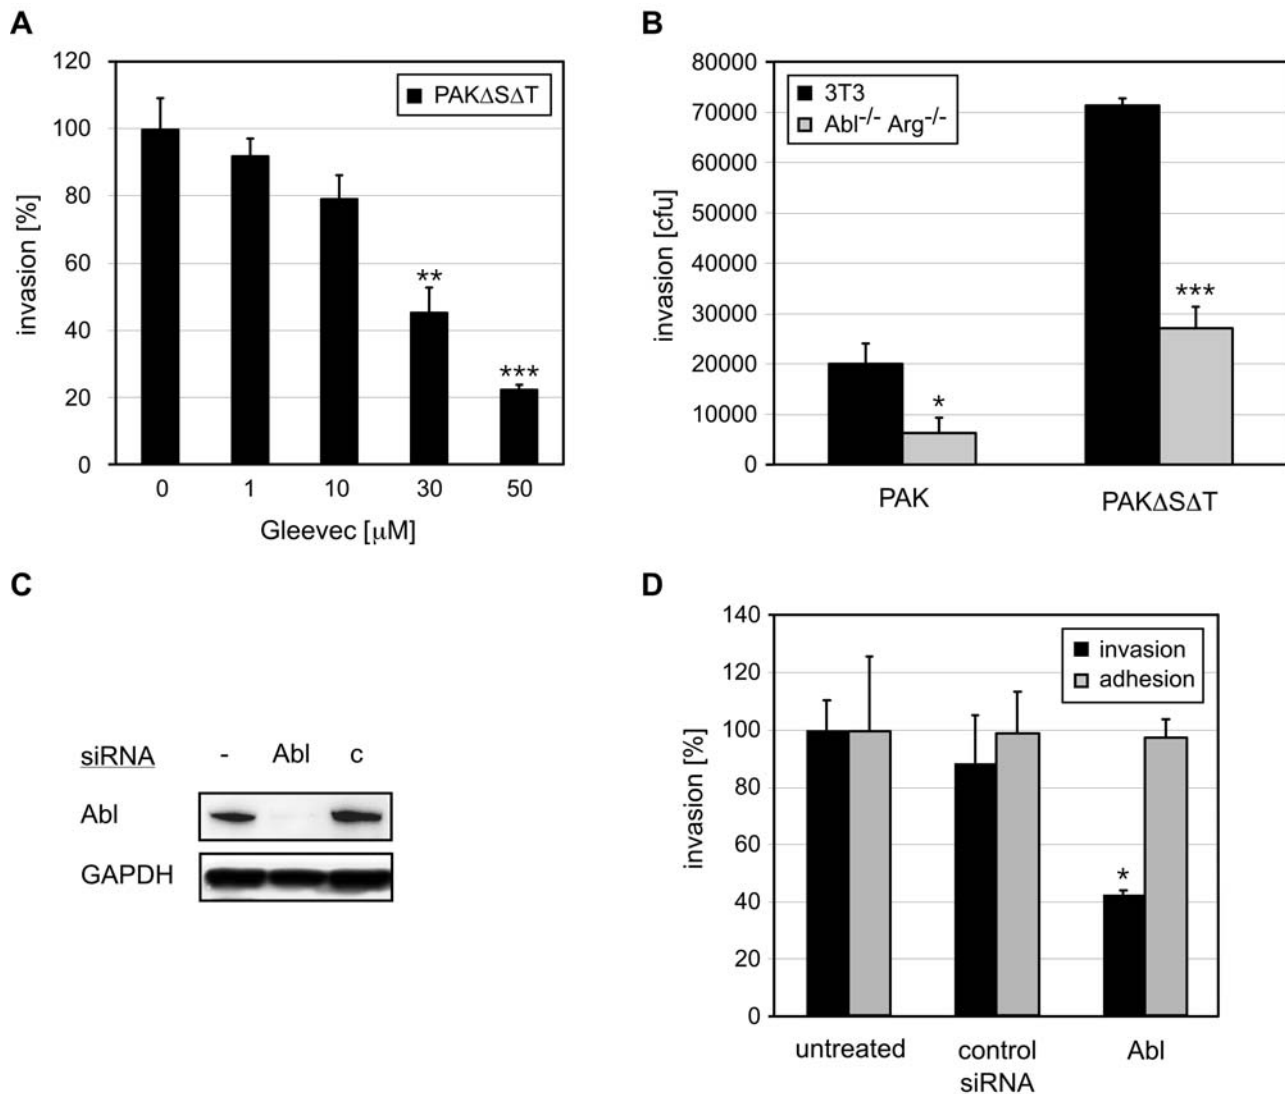 A
120
100
80
60
40
20
0
invasion [%]
PAKΔSΔT
**
***
0 1 10 30 50
Gleevec [μM]
B
80000
70000
60000
50000
40000
30000
20000
10000
0
invasion [cfu]
3T3
Abl-/- Arg-/-
*
***
PAK PAKΔSΔT
C
siRNA - Abl c
Abl
GAPDH
D
140
120
100
80
60
40
20
0
invasion [%]
invasion
adhesion
*
untreated control Abl
siRNA